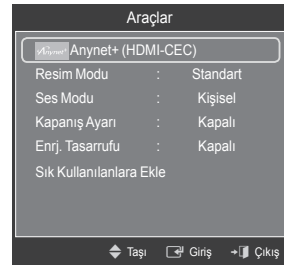 Araçlar
Anynet+ Anynet+ (HDMI-CEC)
Resim Modu : Standart
Ses Modu : Kişisel
Kapanış Ayarı : Kapalı
Enrj. Tasarrufu : Kapalı
Sık Kullanılanlara Ekle
Taşı Giriş Çıkış